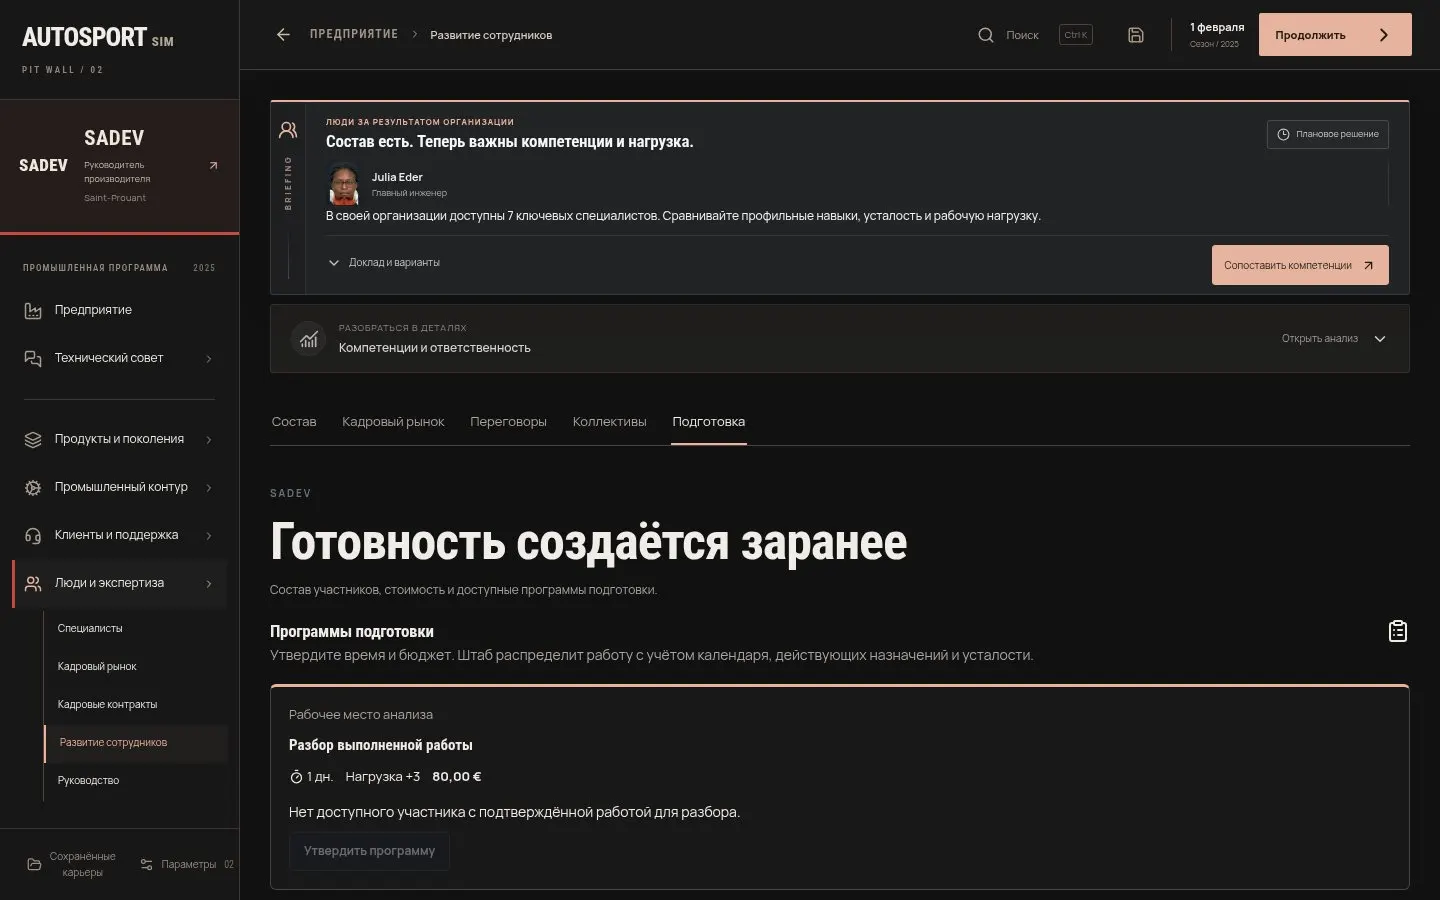 AUTOSPORT SIM
PIT WALL / 02
SADEV
SADEV
Руководитель
производителя
Saint-Prouant
ПРОМЫШЛЕННАЯ ПРОГРАММА 2025
Предприятие
Технический совет
Продукты и поколения
Промышленный контур
Клиенты и поддержка
Люди и экспертиза
Специалисты
Кадровый рынок
Кадровые контракты
Развитие сотрудников
Руководство
Сохранённые
карьеры
Параметры 02
ПРЕДПРИЯТИЕ
Развитие сотрудников
Поиск
Ctrl K
1 февраля
Сезон / 2025
Продолжить
BRIEFING
ЛЮДИ ЗА РЕЗУЛЬТАТОМ ОРГАНИЗАЦИИ
Состав есть. Теперь важны компетенции и нагрузка.
Плановое решение
Julia Eder
Главный инженер
В своей организации доступны 7 ключевых специалистов. Сравнивайте профильные навыки, усталость и рабочую нагрузку.
Доклад и варианты
Сопоставить компетенции
РАЗОБРАТЬСЯ В ДЕТАЛЯХ
Компетенции и ответственность
Открыть анализ
Состав Кадровый рынок Переговоры Коллективы Подготовка
SADEV
Готовность создаётся заранее
Состав участников, стоимость и доступные программы подготовки.
Программы подготовки
Утвердите время и бюджет. Штаб распределит работу с учётом календаря, действующих назначений и усталости.
Рабочее место анализа
Разбор выполненной работы
1 дн. Нагрузка +3 80,00 €
Нет доступного участника с подтверждённой работой для разбора.
Утвердить программу